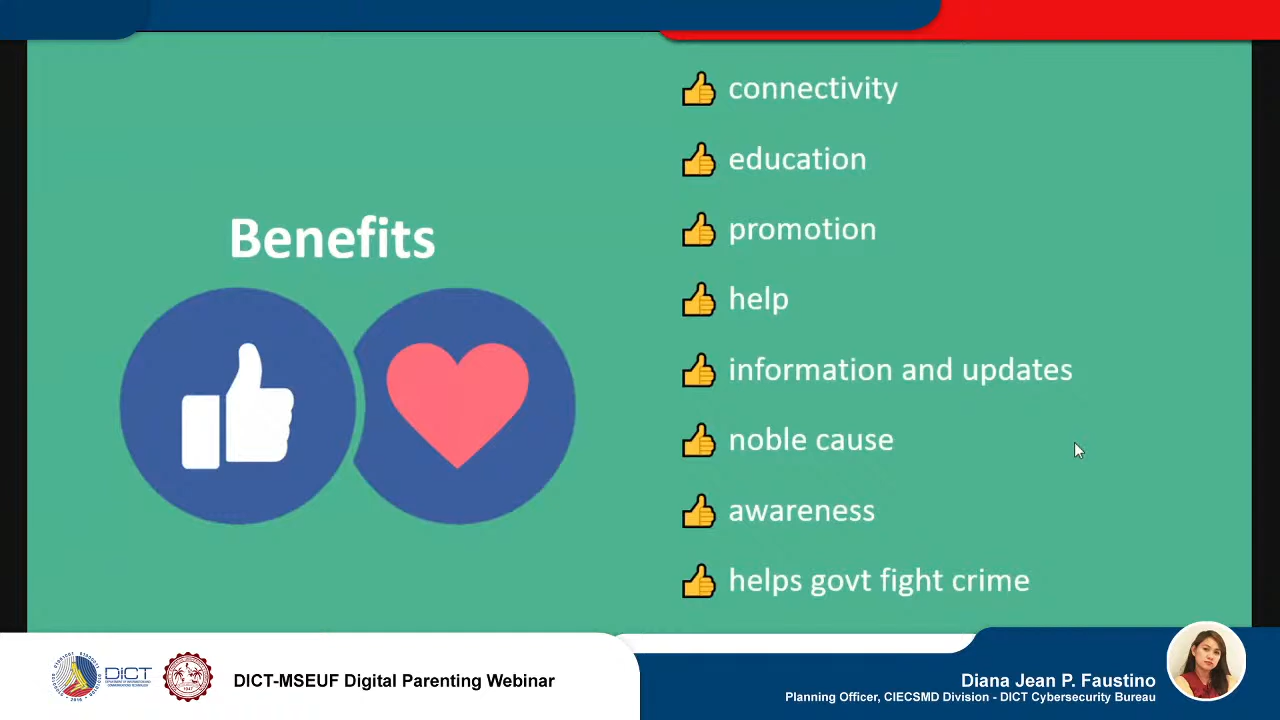 Benefits
connectivity
education
promotion
help
information and updates
noble cause
awareness
helps govt fight crime
DICT
1947
DICT-MSEUF Digital Parenting Webinar
Diana Jean P. Faustino
Planning Officer, CIECSMD Division - DICT Cybersecurity Bureau